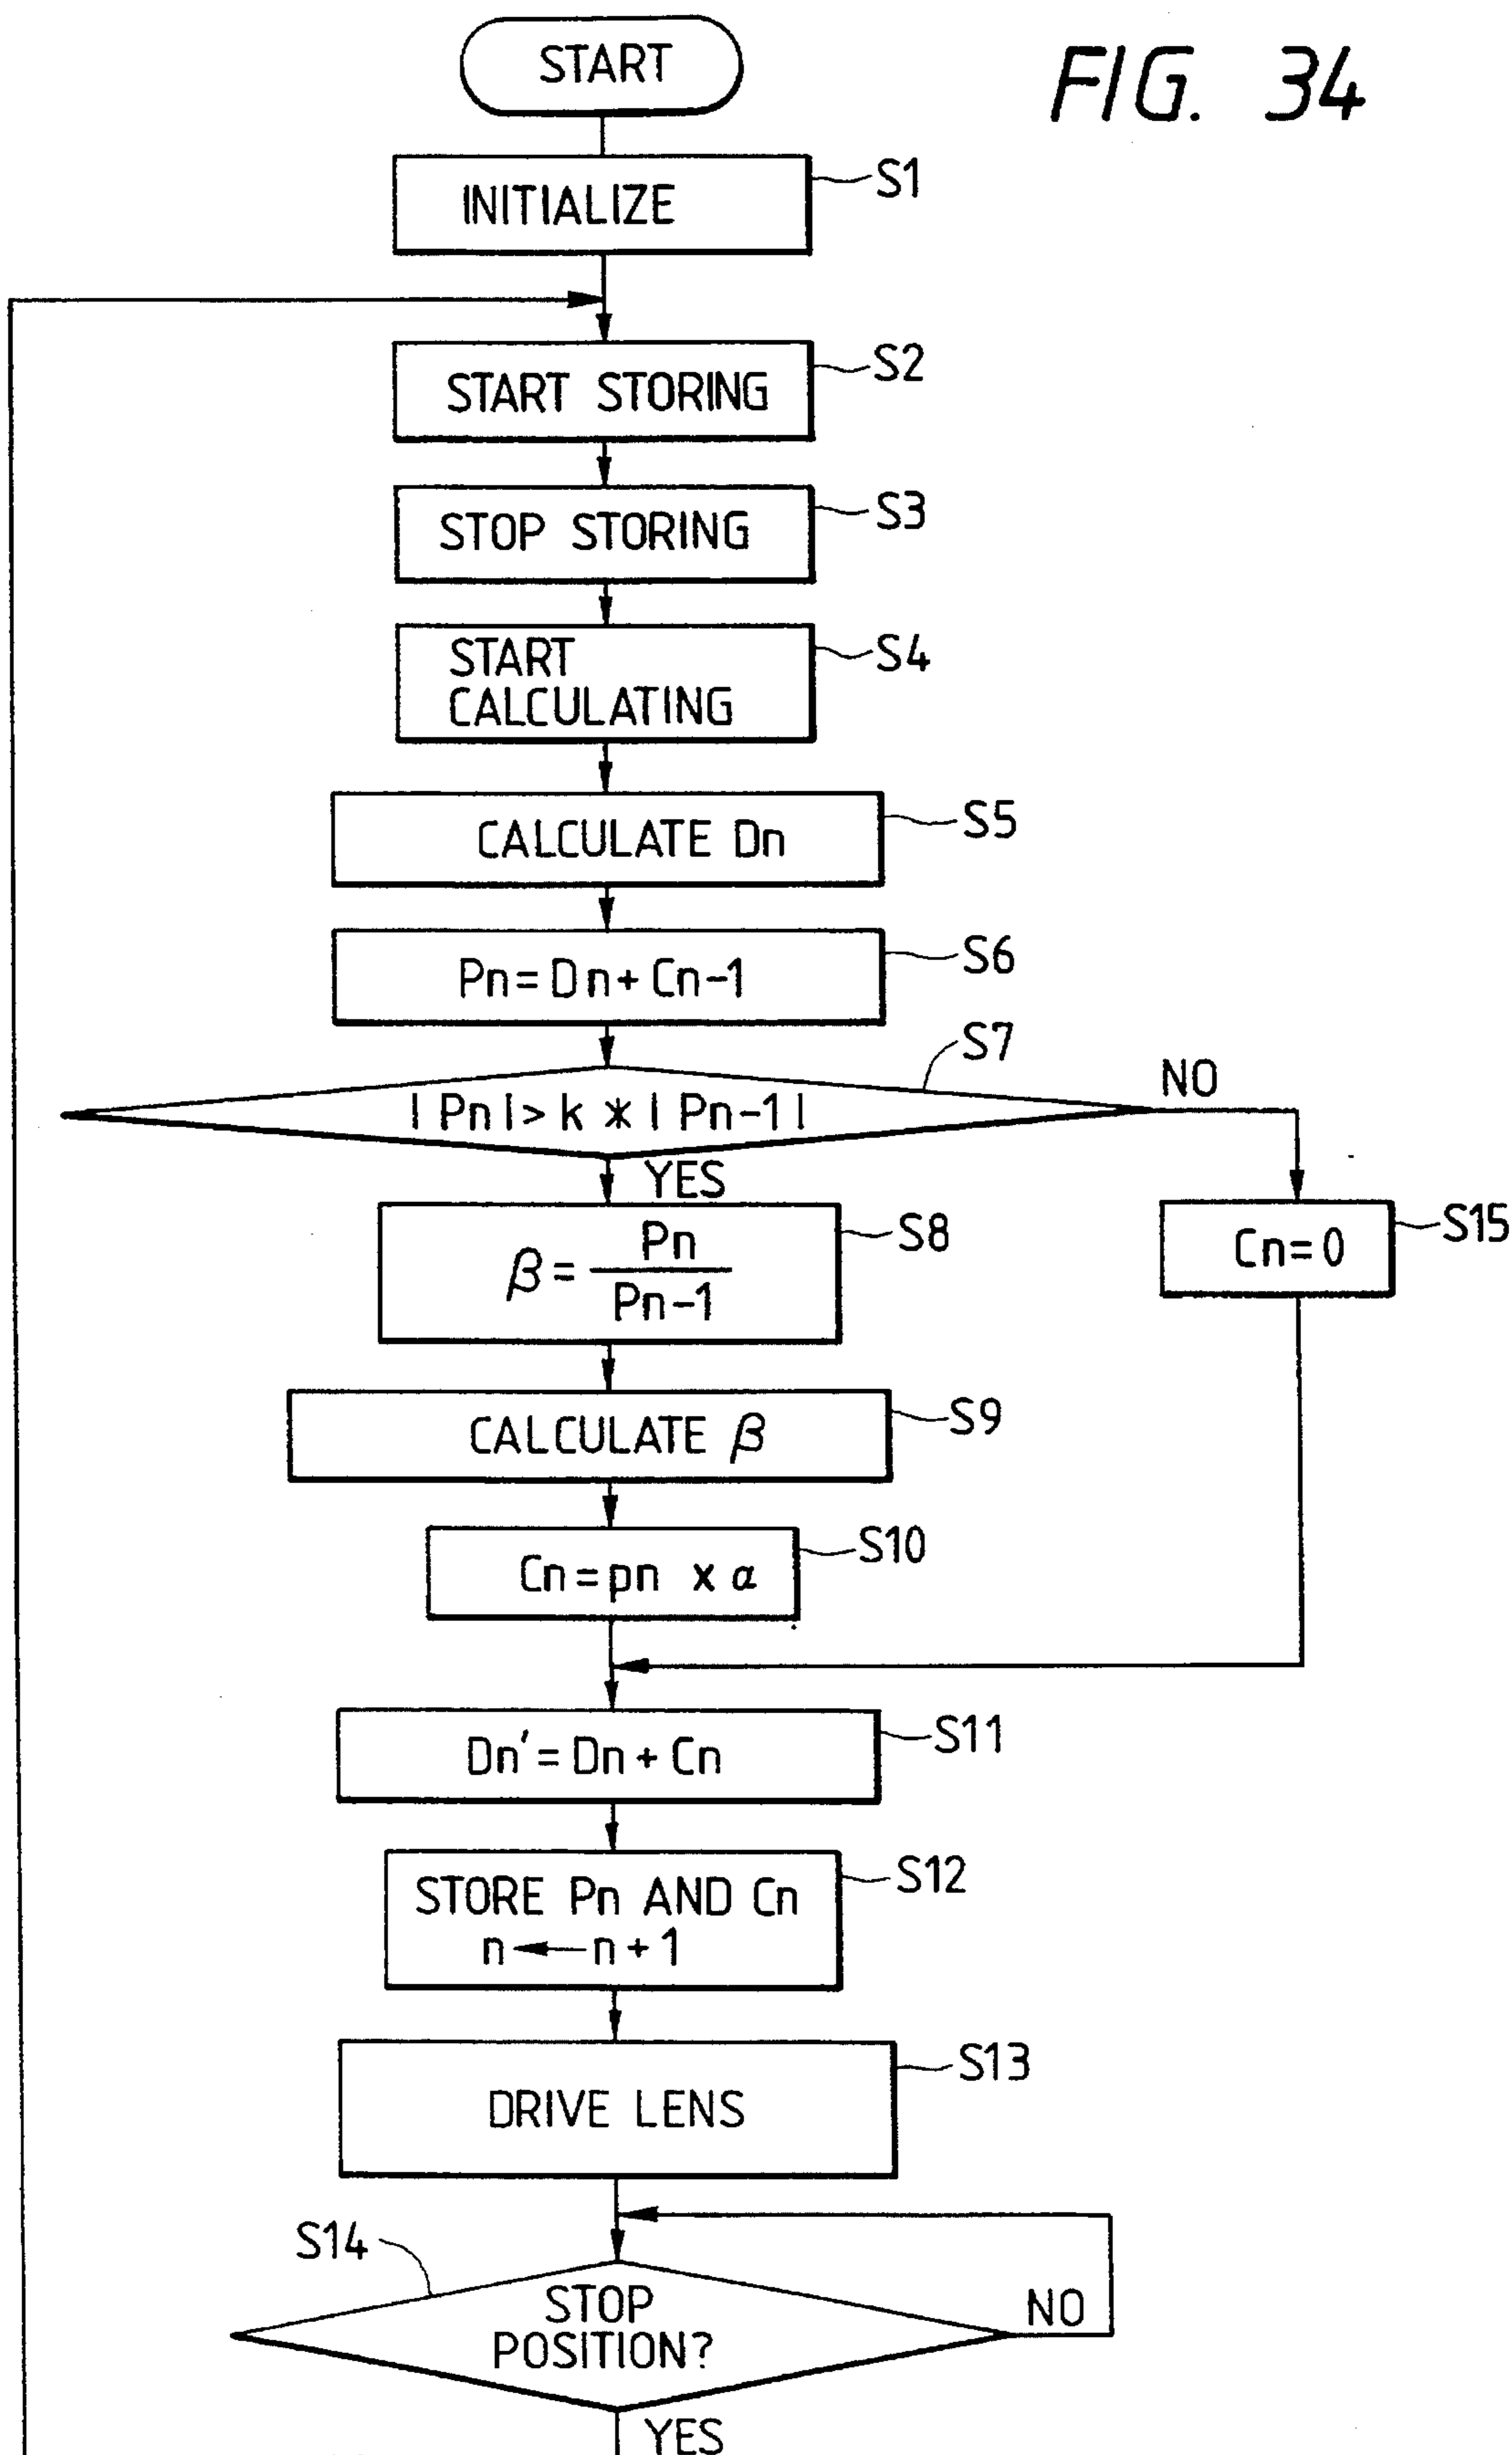 FIG. 34
START
INITIALIZE
S1
START STORING
S2
STOP STORING
S3
START
CALCULATING
S4
CALCULATE Dn
S5
Pn = Dn + Cn-1
S6
S7
| Pn | > k * | Pn-1 |
NO
YES
β = Pn
Pn-1
S8
Cn = 0
S15
CALCULATE β
S9
Cn = pn x α
S10
Dn' = Dn + Cn
S11
STORE Pn AND Cn
n ← n + 1
S12
DRIVE LENS
S13
S14
STOP
POSITION?
NO
YES